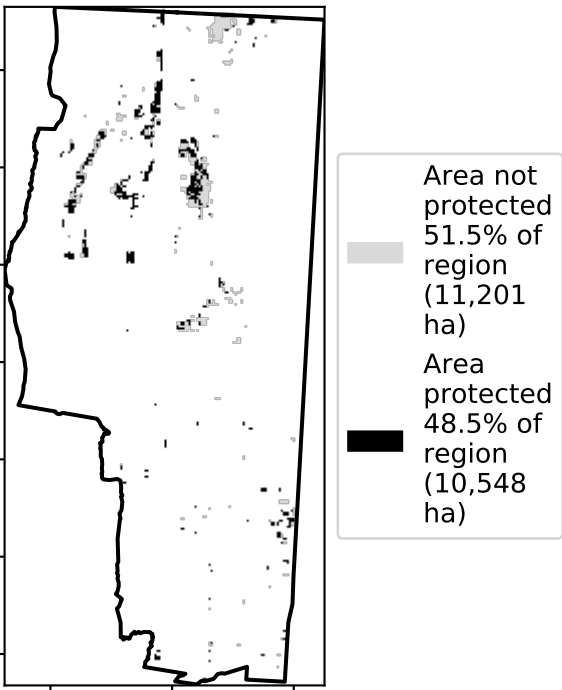 Area not
protected
51.5% of
region
(11,201
ha)
Area
protected
48.5% of
region
(10,548
ha)